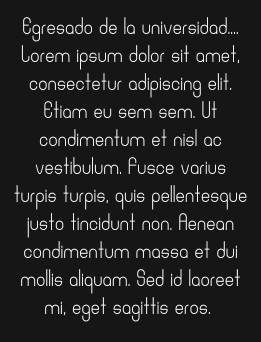 Egresado de la universidad....
Lorem ipsum dolor sit amet,
consectetur adipiscing elit.
Etiam eu sem sem. Ut
condimentum et nisl ac
vestibulum. Fusce varius
turpis turpis, quis pellentesque
justo tincidunt non. Aenean
condimentum massa et dui
mollis aliquam. Sed id laoreet
mi, eget sagittis eros.